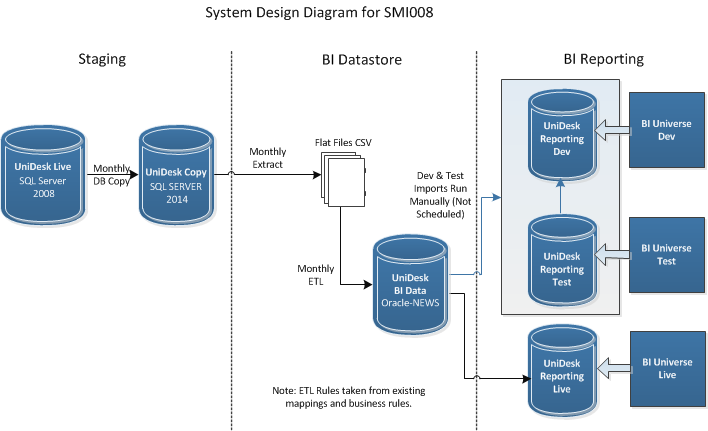 System Design Diagram for SMI008
Staging
BI Datastore
BI Reporting
UniDesk Live
SQL Server
2008
Monthly
DB Copy
UniDesk Copy
SQL SERVER
2014
Monthly
Extract
Flat Files CSV
Monthly
ETL
UniDesk
BI Data
Oracle-NEWS
Dev & Test
Imports Run
Manually (Not
Scheduled)
UniDesk
Reporting
Dev
BI Universe
Dev
UniDesk
Reporting
Test
BI Universe
Test
UniDesk
Reporting
Live
BI Universe
Live
Note: ETL Rules taken from existing
mappings and business rules.